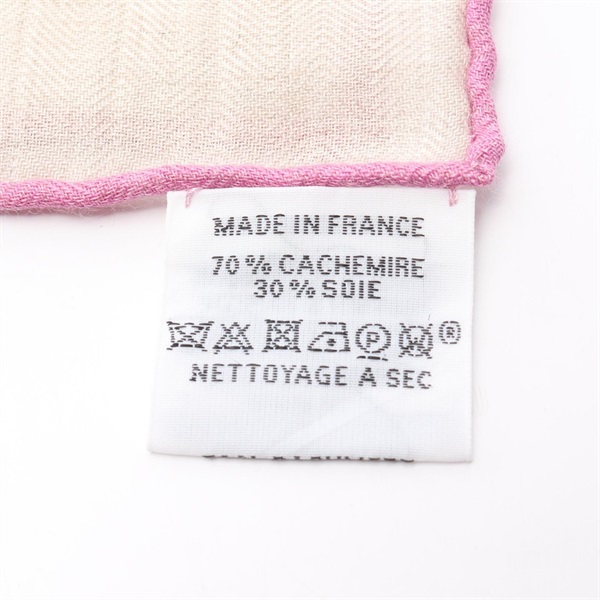 MADE IN FRANCE
70% CACHEMIRE
30% SOIE
P W ®
NETTOYAGE A SEC